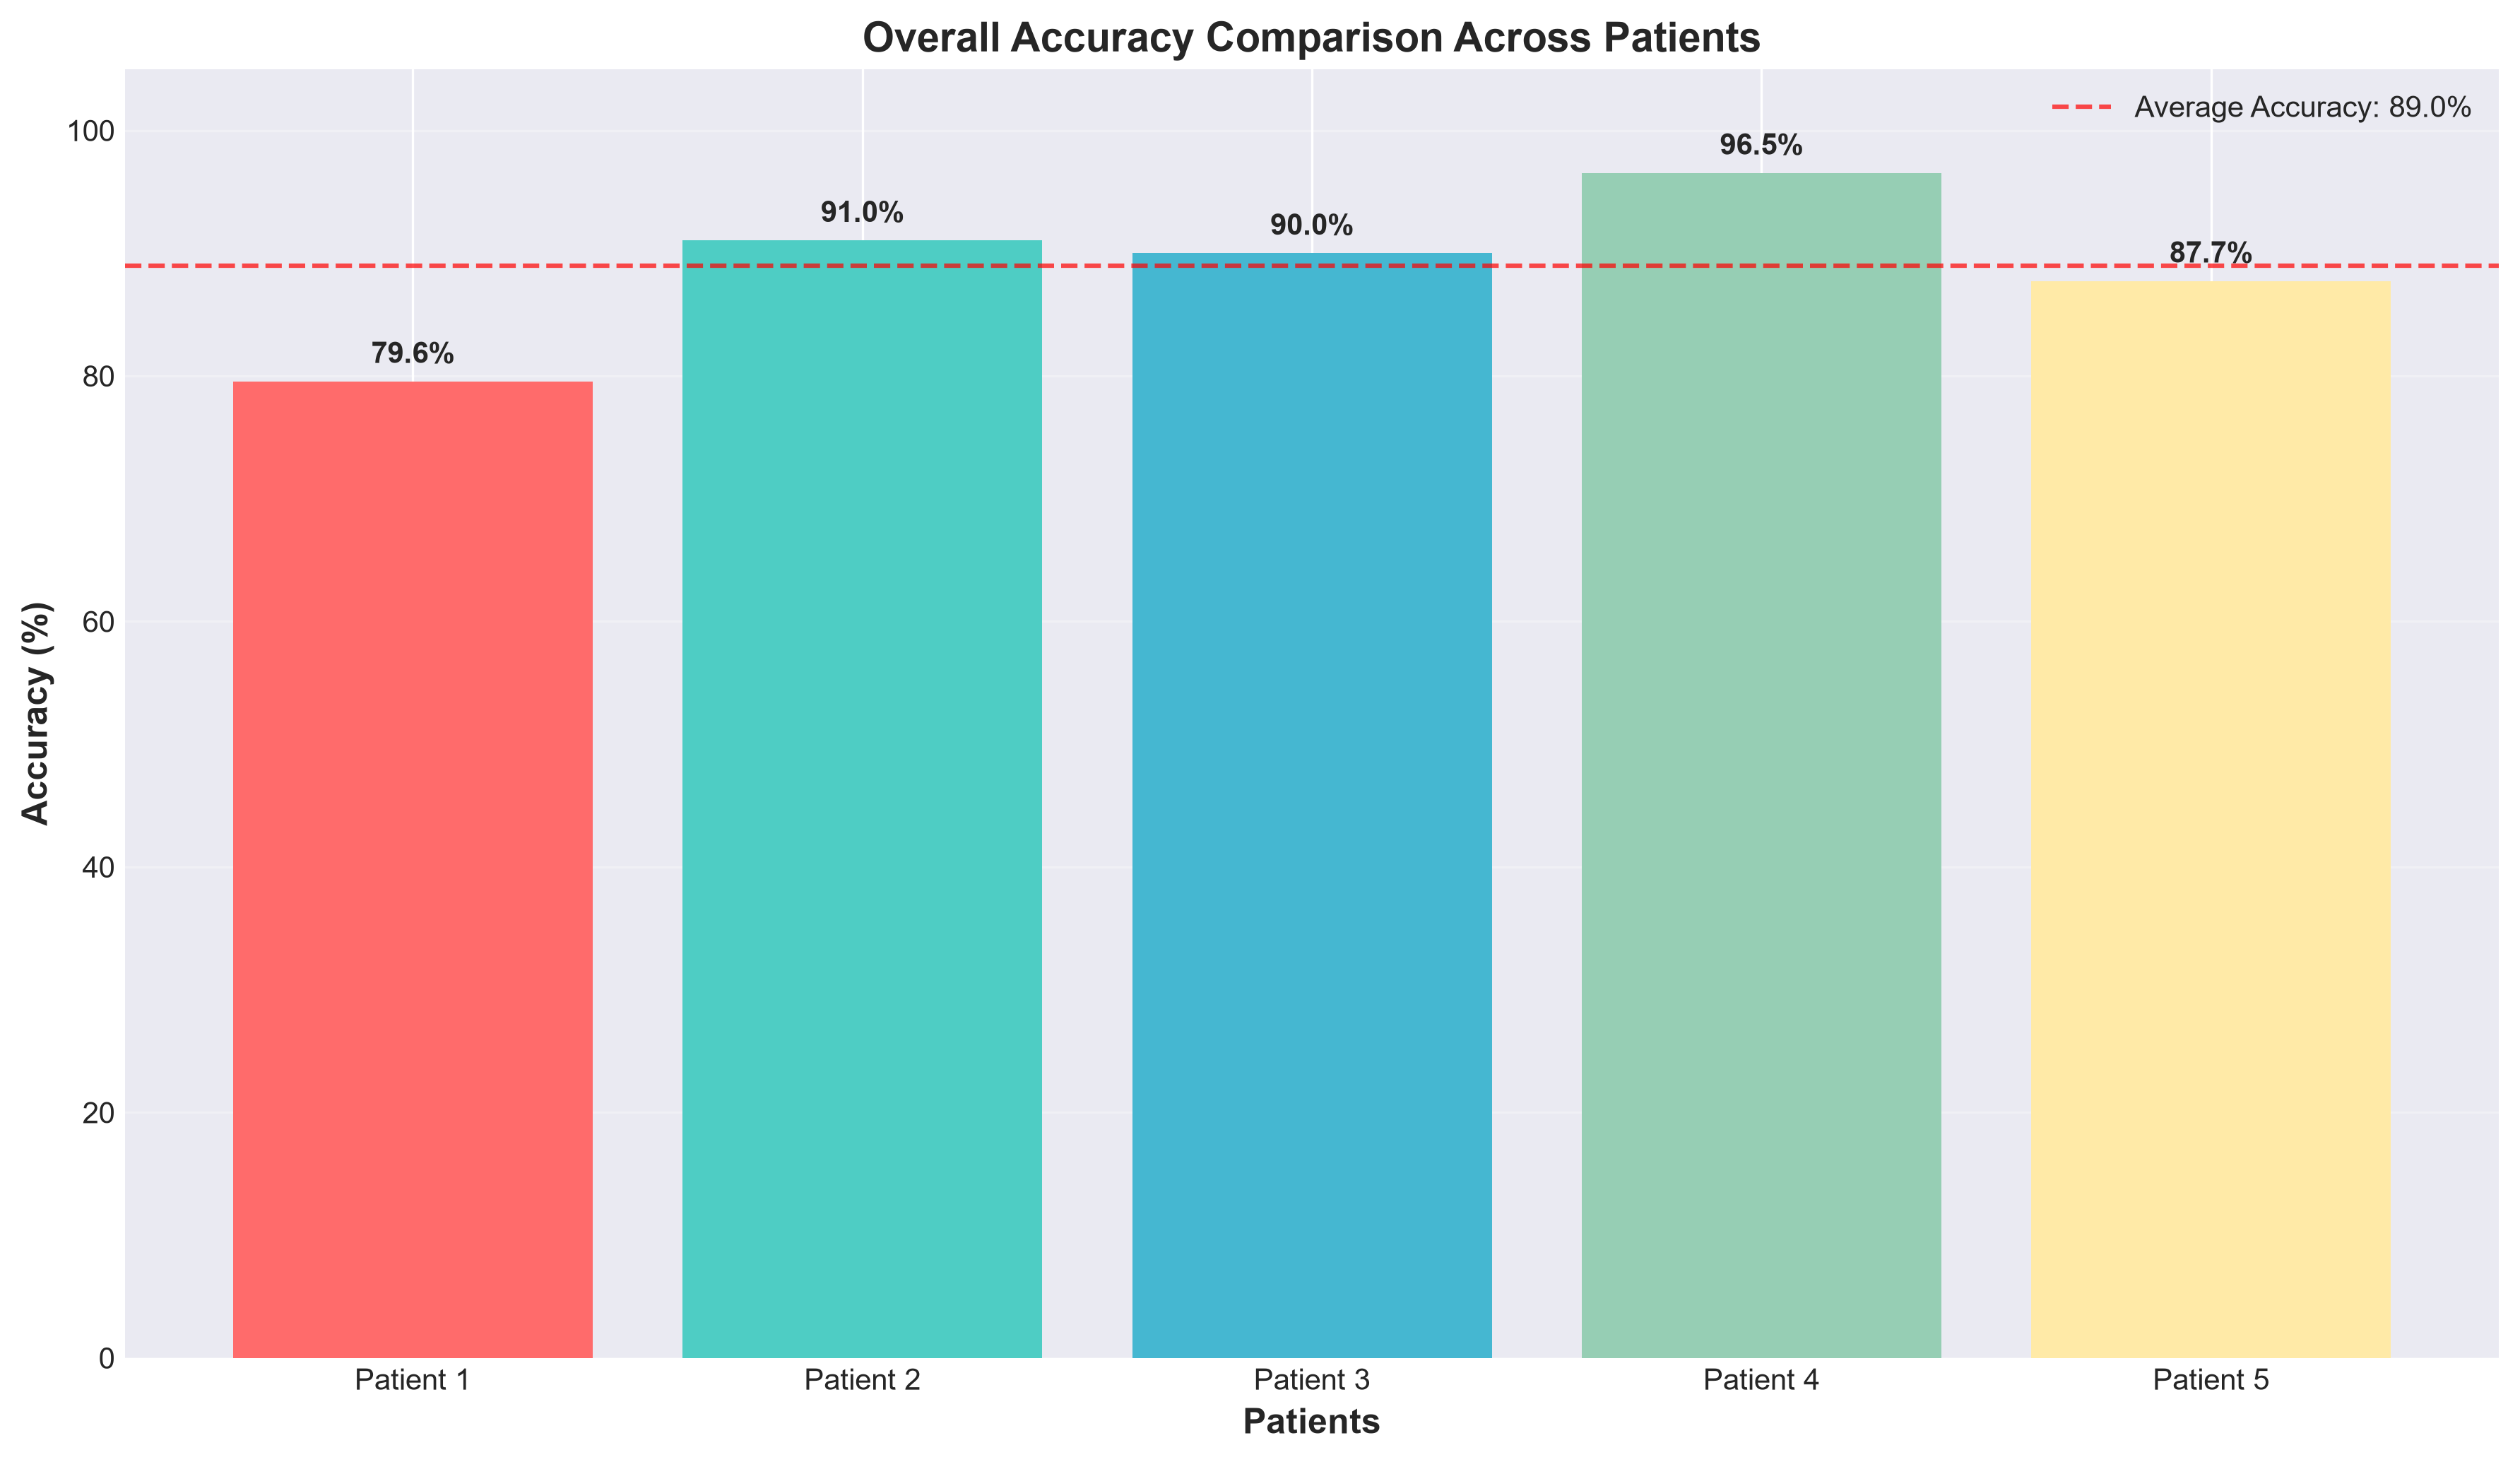 Overall Accuracy Comparison Across Patients
Average Accuracy: 89.0%
100
80
60
40
20
0
Accuracy (%)
79.6%
91.0%
90.0%
96.5%
87.7%
Patient 1 Patient 2 Patient 3 Patient 4 Patient 5
Patients